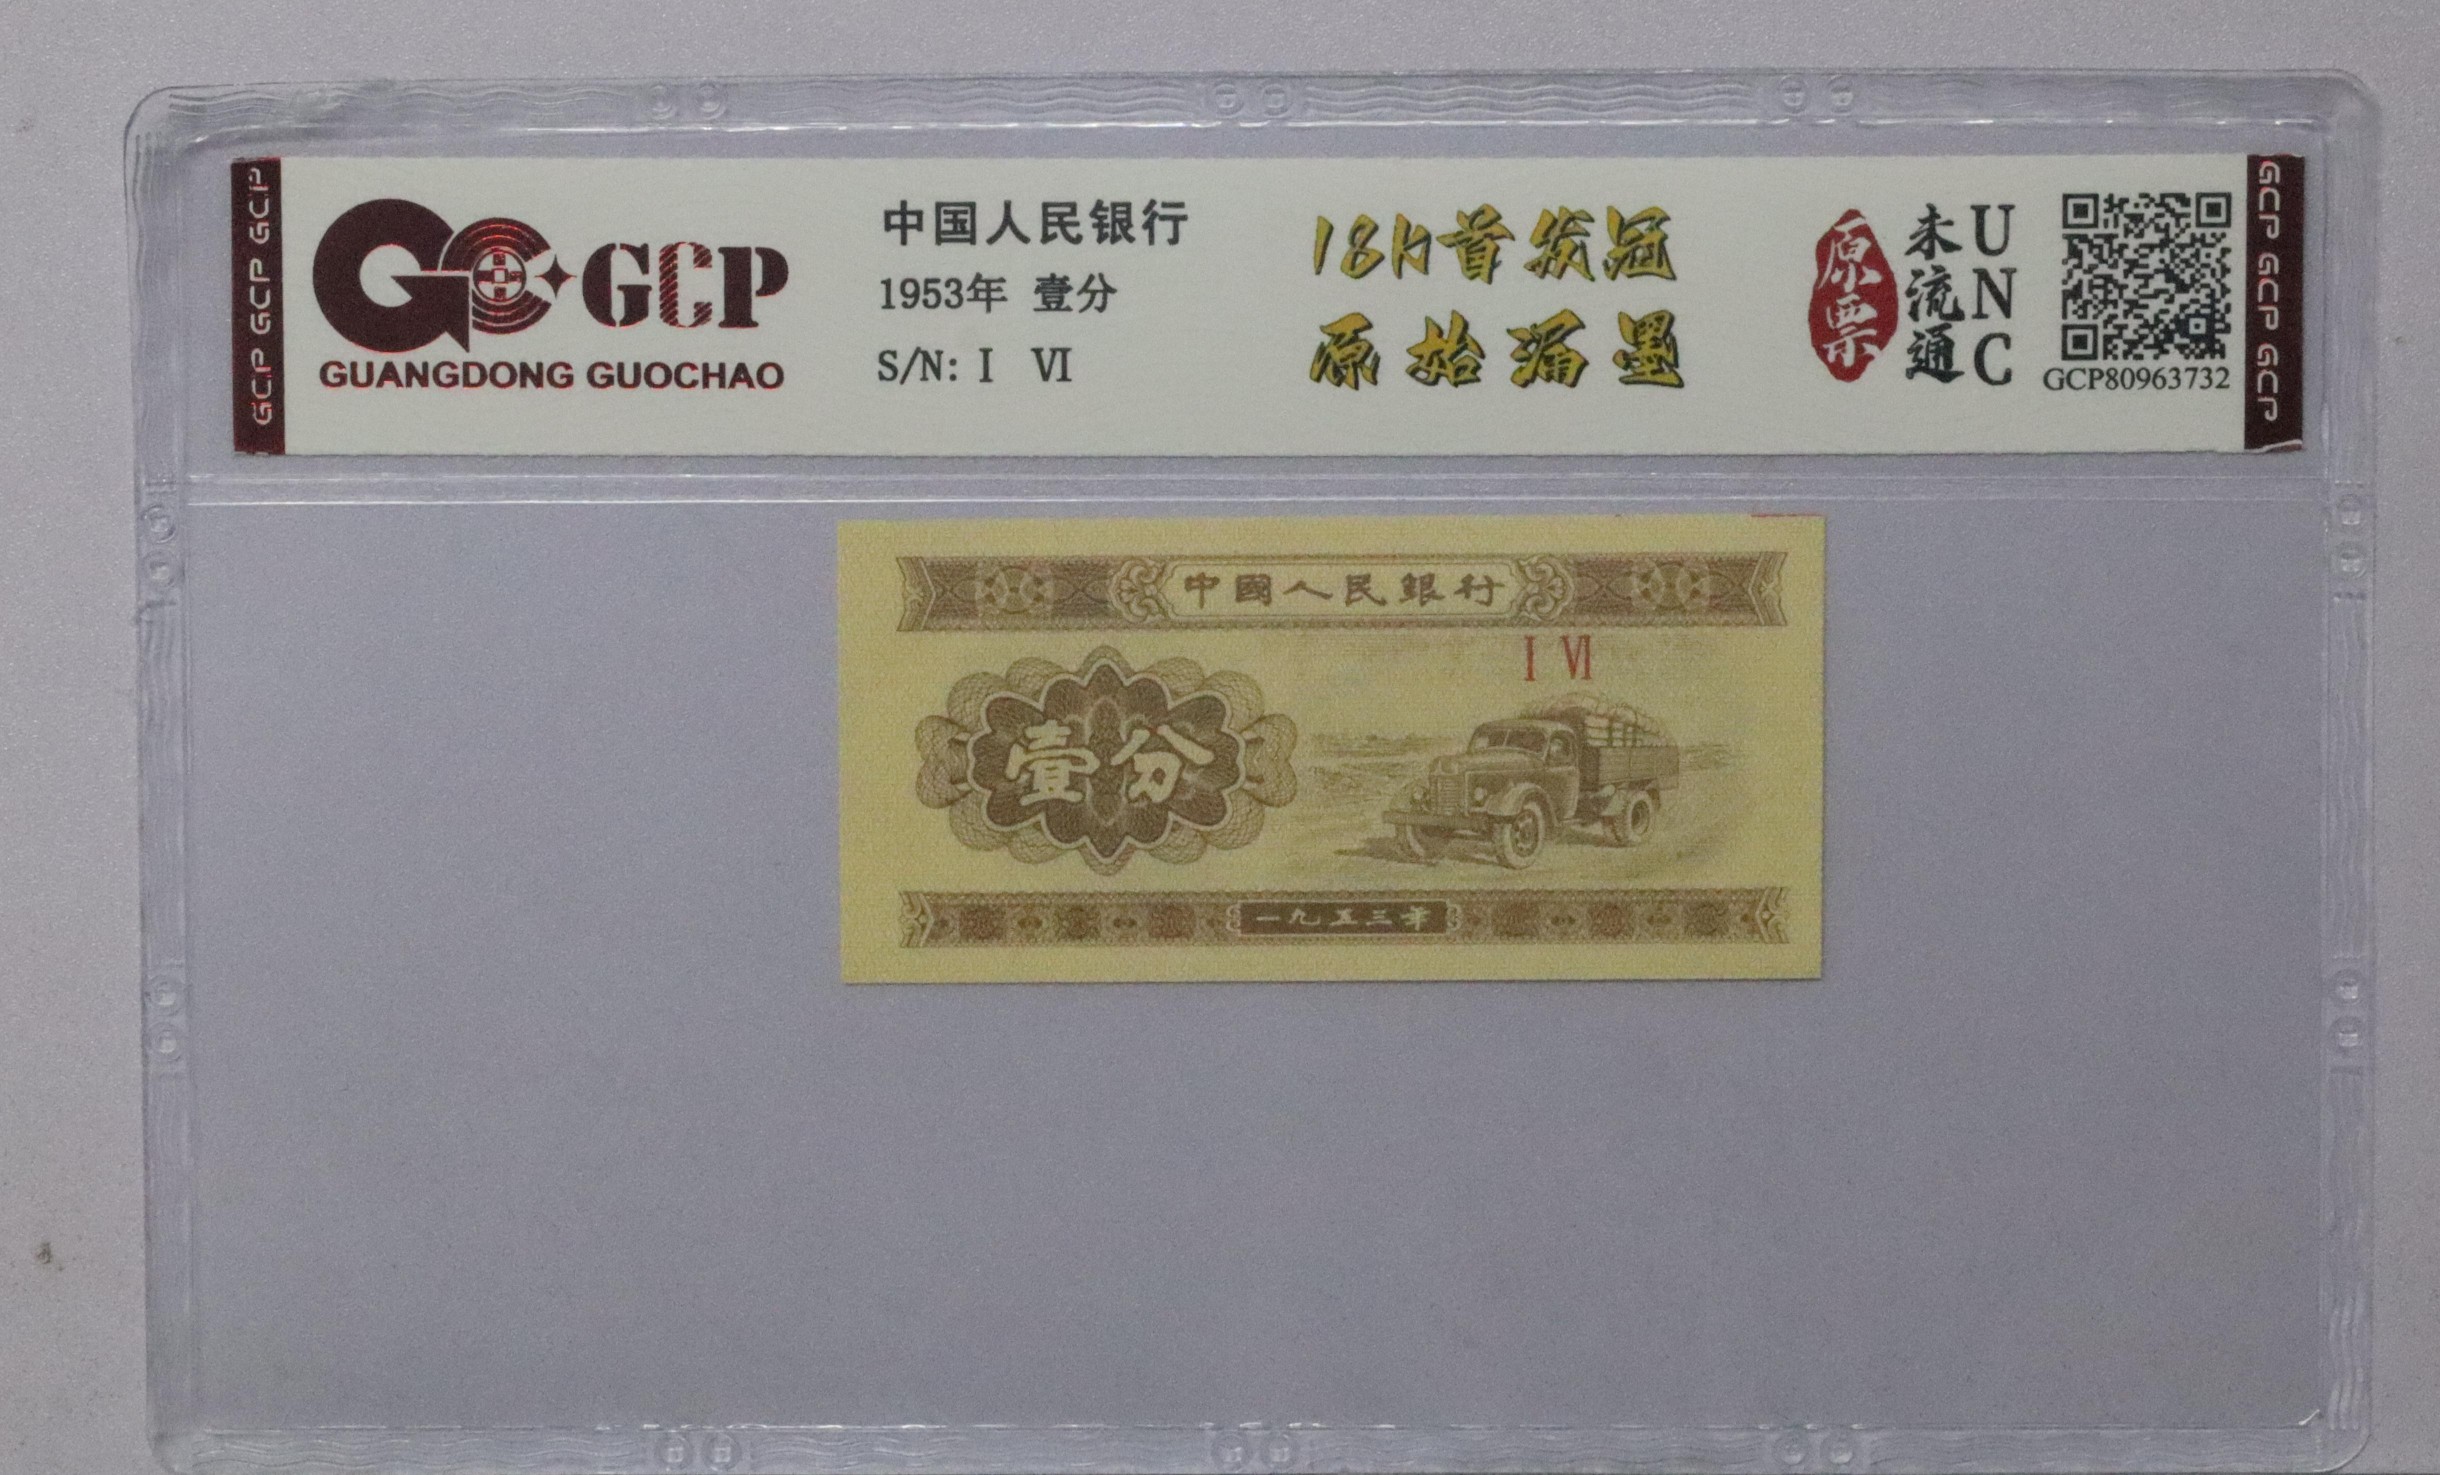 GCP GCP GCP
GCP
GUANGDONG GUOCHAO
中国人民银行
1953年 壹分
S/N: I VI
18K首发冠
原始漏墨
原票
未流通
UNC
GCP80963732
GCP GCP GCP
中國人民銀行
I VI
壹分
一九五三年